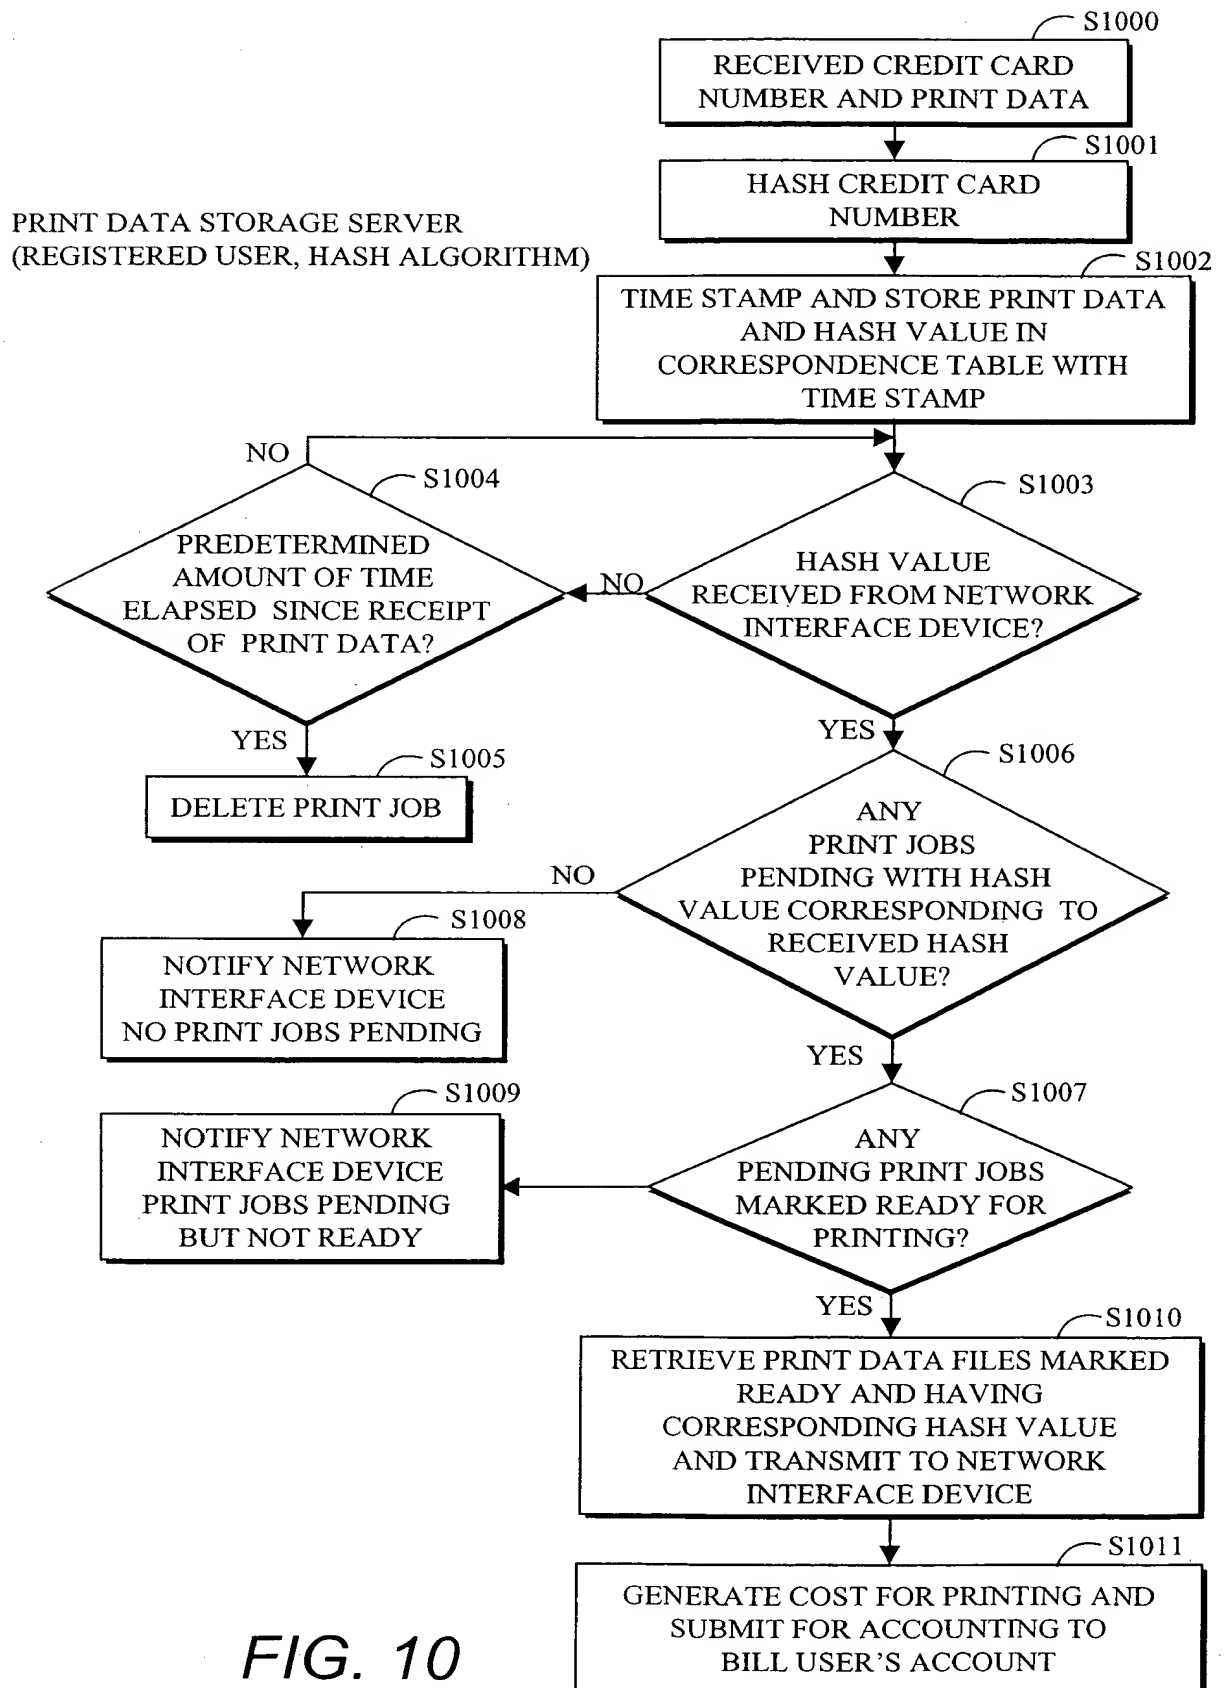 S1000
RECEIVED CREDIT CARD
NUMBER AND PRINT DATA
S1001
HASH CREDIT CARD
NUMBER
PRINT DATA STORAGE SERVER
(REGISTERED USER, HASH ALGORITHM)
S1002
TIME STAMP AND STORE PRINT DATA
AND HASH VALUE IN
CORRESPONDENCE TABLE WITH
TIME STAMP
NO
S1004
PREDETERMINED
AMOUNT OF TIME
ELAPSED SINCE RECEIPT
OF PRINT DATA?
NO
S1003
HASH VALUE
RECEIVED FROM NETWORK
INTERFACE DEVICE?
YES
S1005
DELETE PRINT JOB
YES
S1006
ANY
PRINT JOBS
PENDING WITH HASH
VALUE CORRESPONDING TO
RECEIVED HASH
VALUE?
NO
S1008
NOTIFY NETWORK
INTERFACE DEVICE
NO PRINT JOBS PENDING
YES
S1007
ANY
PENDING PRINT JOBS
MARKED READY FOR
PRINTING?
S1009
NOTIFY NETWORK
INTERFACE DEVICE
PRINT JOBS PENDING
BUT NOT READY
YES
S1010
RETRIEVE PRINT DATA FILES MARKED
READY AND HAVING
CORRESPONDING HASH VALUE
AND TRANSMIT TO NETWORK
INTERFACE DEVICE
S1011
GENERATE COST FOR PRINTING AND
SUBMIT FOR ACCOUNTING TO
BILL USER'S ACCOUNT
FIG. 10